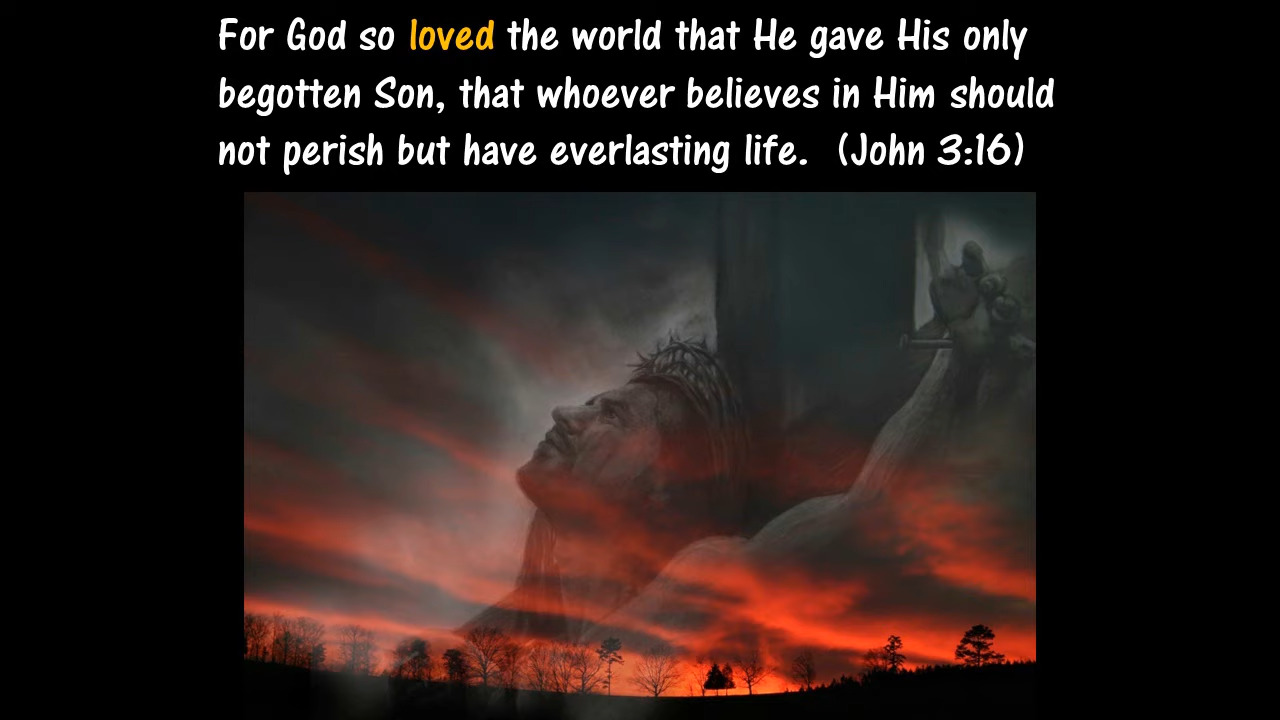 For God so loved the world that He gave His only
begotten Son, that whoever believes in Him should
not perish but have everlasting life.  (John 3:16)